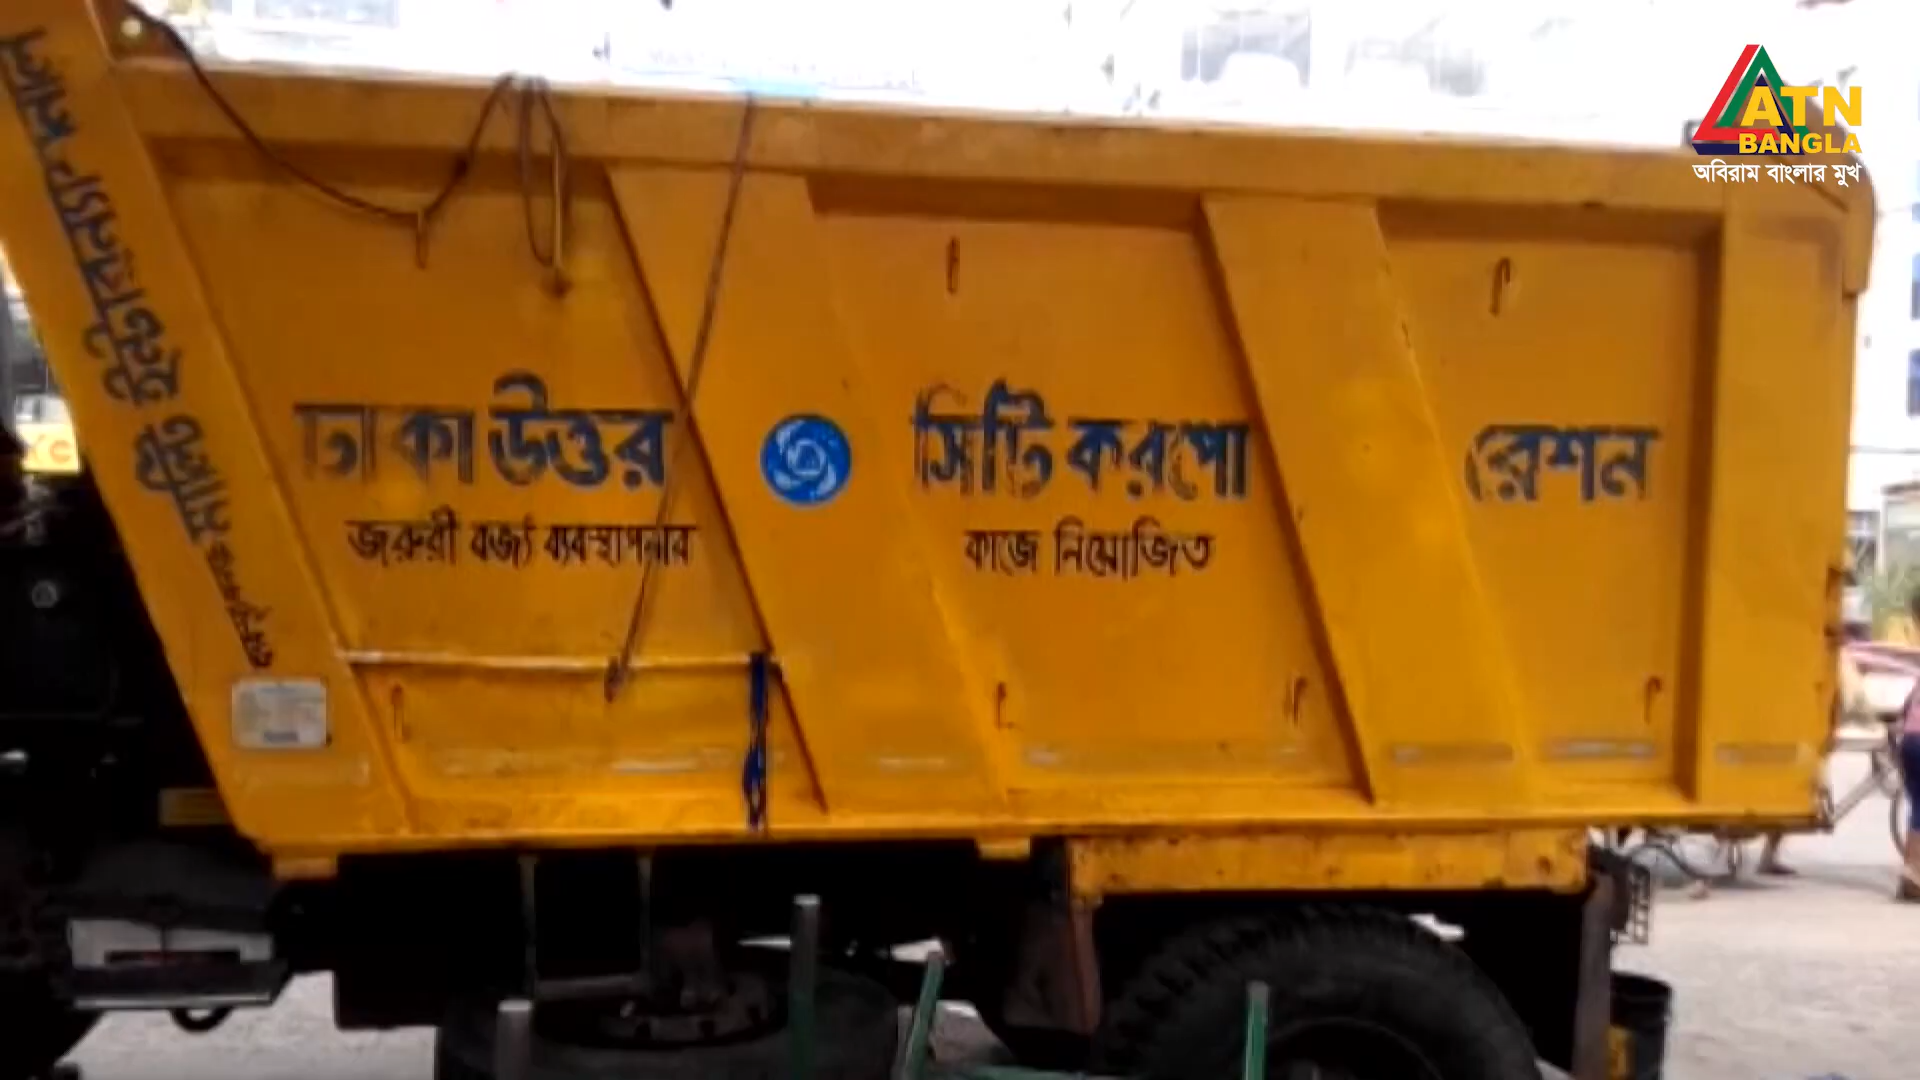 ATN
BANGLA
অবিরাম বাংলার মুখ
ঢাকা উত্তর সিটি করপোরেশন
জরুরী বর্জ্য ব্যবস্থাপনার কাজে নিয়োজিত